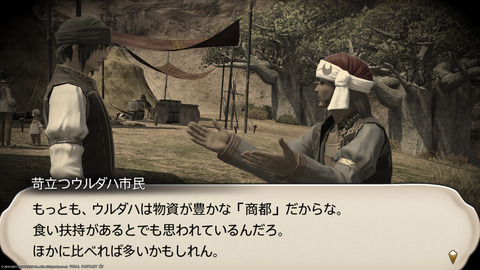 苛立つウルダハ市民
もっとも、ウルダハは物資が豊かな「商都」だからな。
食い扶持があるとでも思われているんだろ。
ほかに比べれば多いかもしれん。